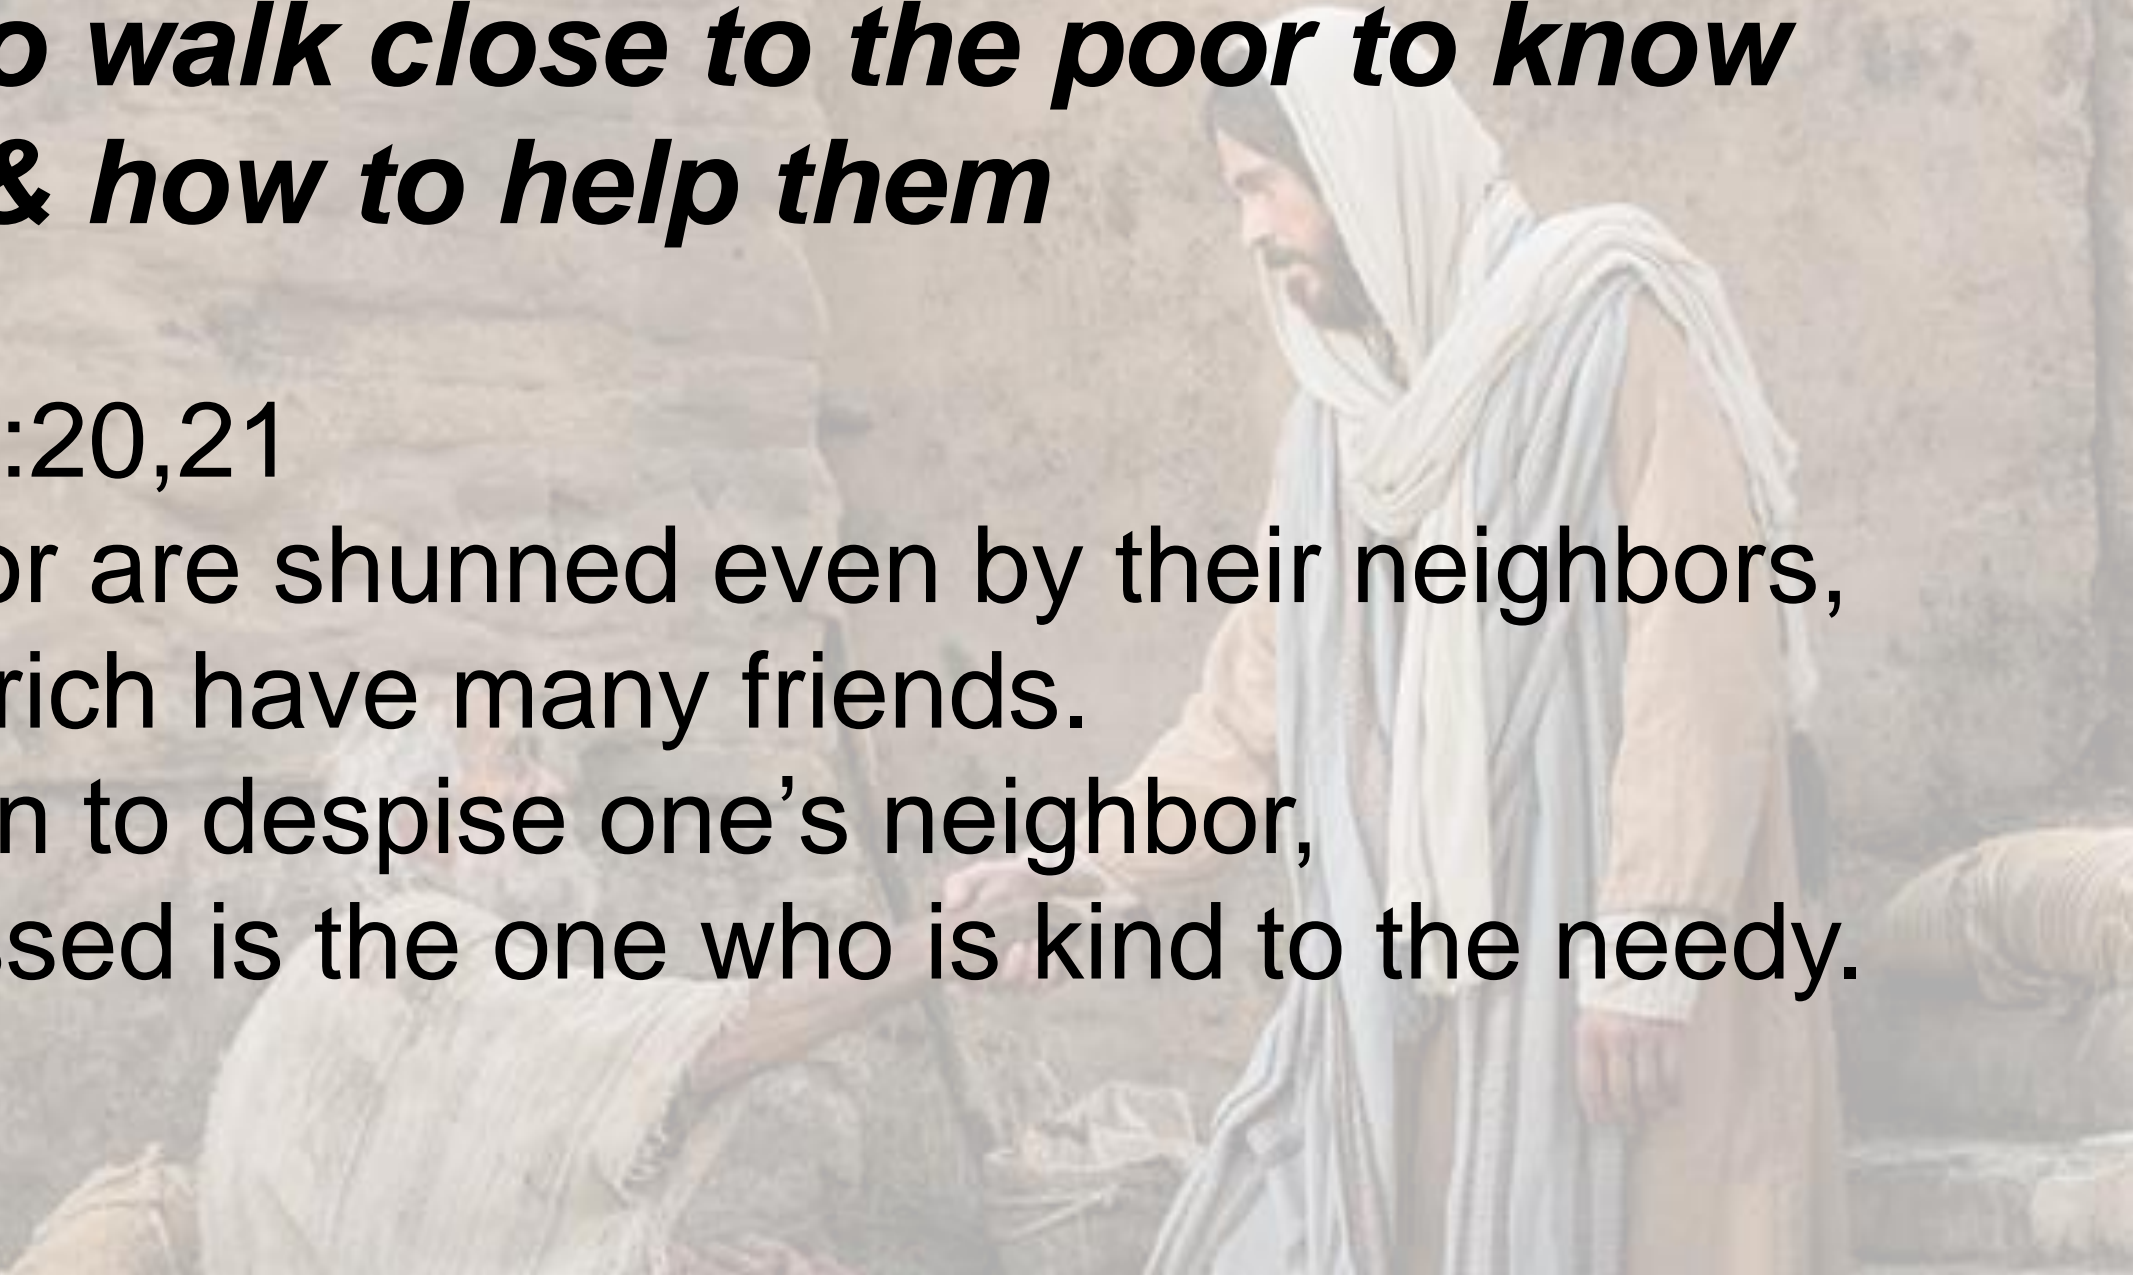 o walk close to the poor to know
& how to help them
:20,21
or are shunned even by their neighbors,
rich have many friends.
n to despise one’s neighbor,
ssed is the one who is kind to the needy.